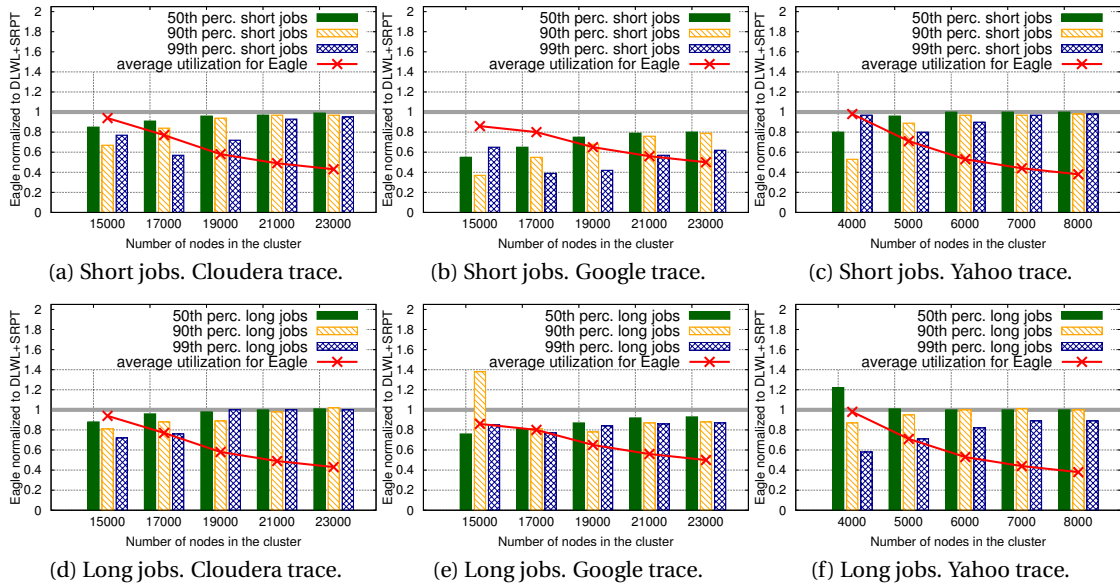 Eagle normalized to DLWL+SRPT
2
1.8
1.6
1.4
1.2
1
0.8
0.6
0.4
0.2
0
50th perc. short jobs
90th perc. short jobs
99th perc. short jobs
average utilization for Eagle
15000 17000 19000 21000 23000
Number of nodes in the cluster
(a) Short jobs. Cloudera trace.
Eagle normalized to DLWL+SRPT
2
1.8
1.6
1.4
1.2
1
0.8
0.6
0.4
0.2
0
50th perc. short jobs
90th perc. short jobs
99th perc. short jobs
average utilization for Eagle
15000 17000 19000 21000 23000
Number of nodes in the cluster
(b) Short jobs. Google trace.
Eagle normalized to DLWL+SRPT
2
1.8
1.6
1.4
1.2
1
0.8
0.6
0.4
0.2
0
50th perc. short jobs
90th perc. short jobs
99th perc. short jobs
average utilization for Eagle
4000 5000 6000 7000 8000
Number of nodes in the cluster
(c) Short jobs. Yahoo trace.
Eagle normalized to DLWL+SRPT
2
1.8
1.6
1.4
1.2
1
0.8
0.6
0.4
0.2
0
50th perc. long jobs
90th perc. long jobs
99th perc. long jobs
average utilization for Eagle
15000 17000 19000 21000 23000
Number of nodes in the cluster
(d) Long jobs. Cloudera trace.
Eagle normalized to DLWL+SRPT
2
1.8
1.6
1.4
1.2
1
0.8
0.6
0.4
0.2
0
50th perc. long jobs
90th perc. long jobs
99th perc. long jobs
average utilization for Eagle
15000 17000 19000 21000 23000
Number of nodes in the cluster
(e) Long jobs. Google trace.
Eagle normalized to DLWL+SRPT
2
1.8
1.6
1.4
1.2
1
0.8
0.6
0.4
0.2
0
50th perc. long jobs
90th perc. long jobs
99th perc. long jobs
average utilization for Eagle
4000 5000 6000 7000 8000
Number of nodes in the cluster
(f) Long jobs. Yahoo trace.